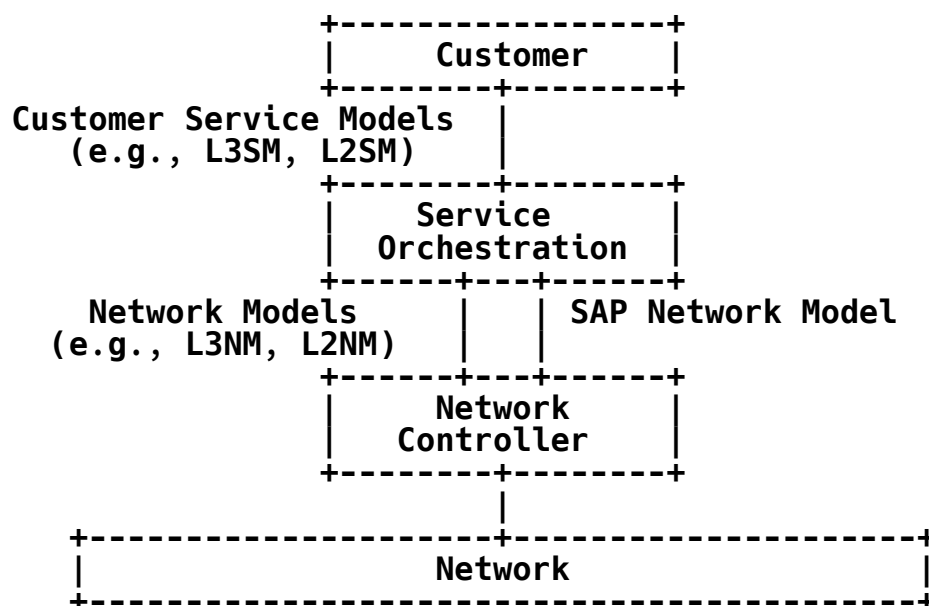 Customer
Customer Service Models
(e.g., L3SM, L2SM)
Service
Orchestration
Network Models
SAP Network Model
(e.g., L3NM, L2NM)
Network
Controller
Network